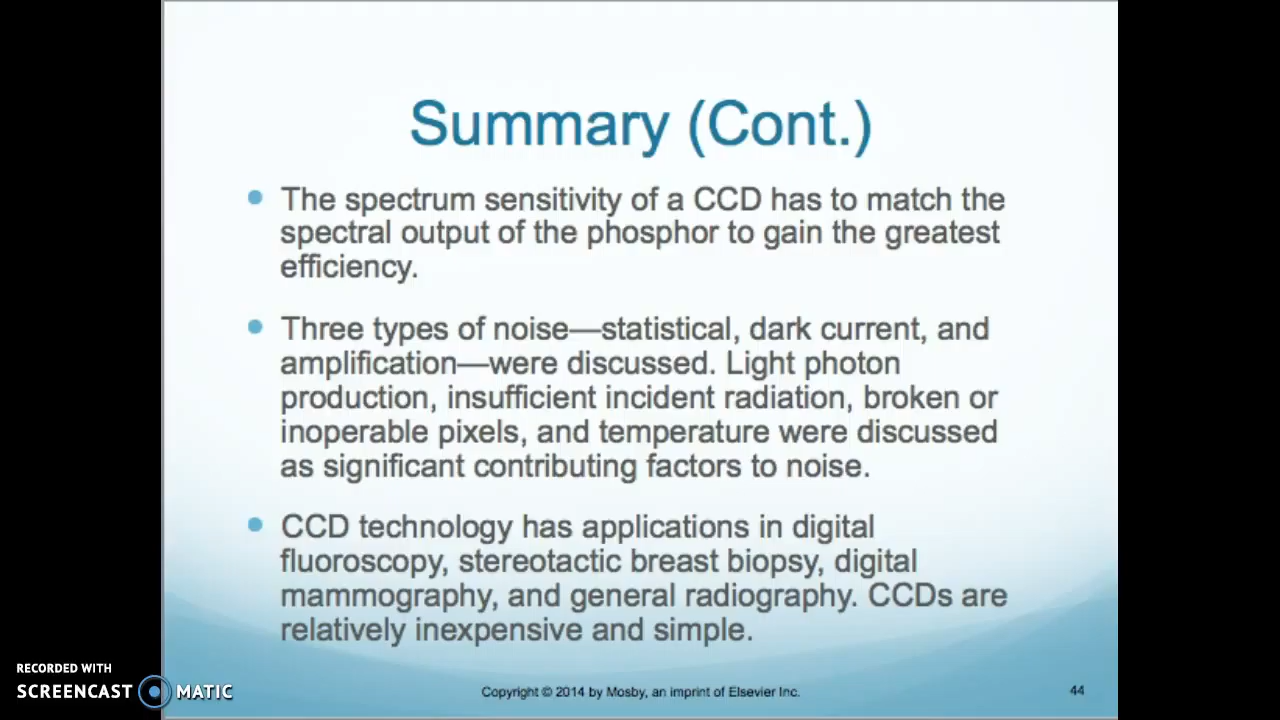 Summary (Cont.)
• The spectrum sensitivity of a CCD has to match the
spectral output of the phosphor to gain the greatest
efficiency.
• Three types of noise—statistical, dark current, and
amplification—were discussed. Light photon
production, insufficient incident radiation, broken or
inoperable pixels, and temperature were discussed
as significant contributing factors to noise.
• CCD technology has applications in digital
fluoroscopy, stereotactic breast biopsy, digital
mammography, and general radiography. CCDs are
relatively inexpensive and simple.
RECORDED WITH
SCREENCAST MATIC
Copyright © 2014 by Mosby, an imprint of Elsevier Inc.
44